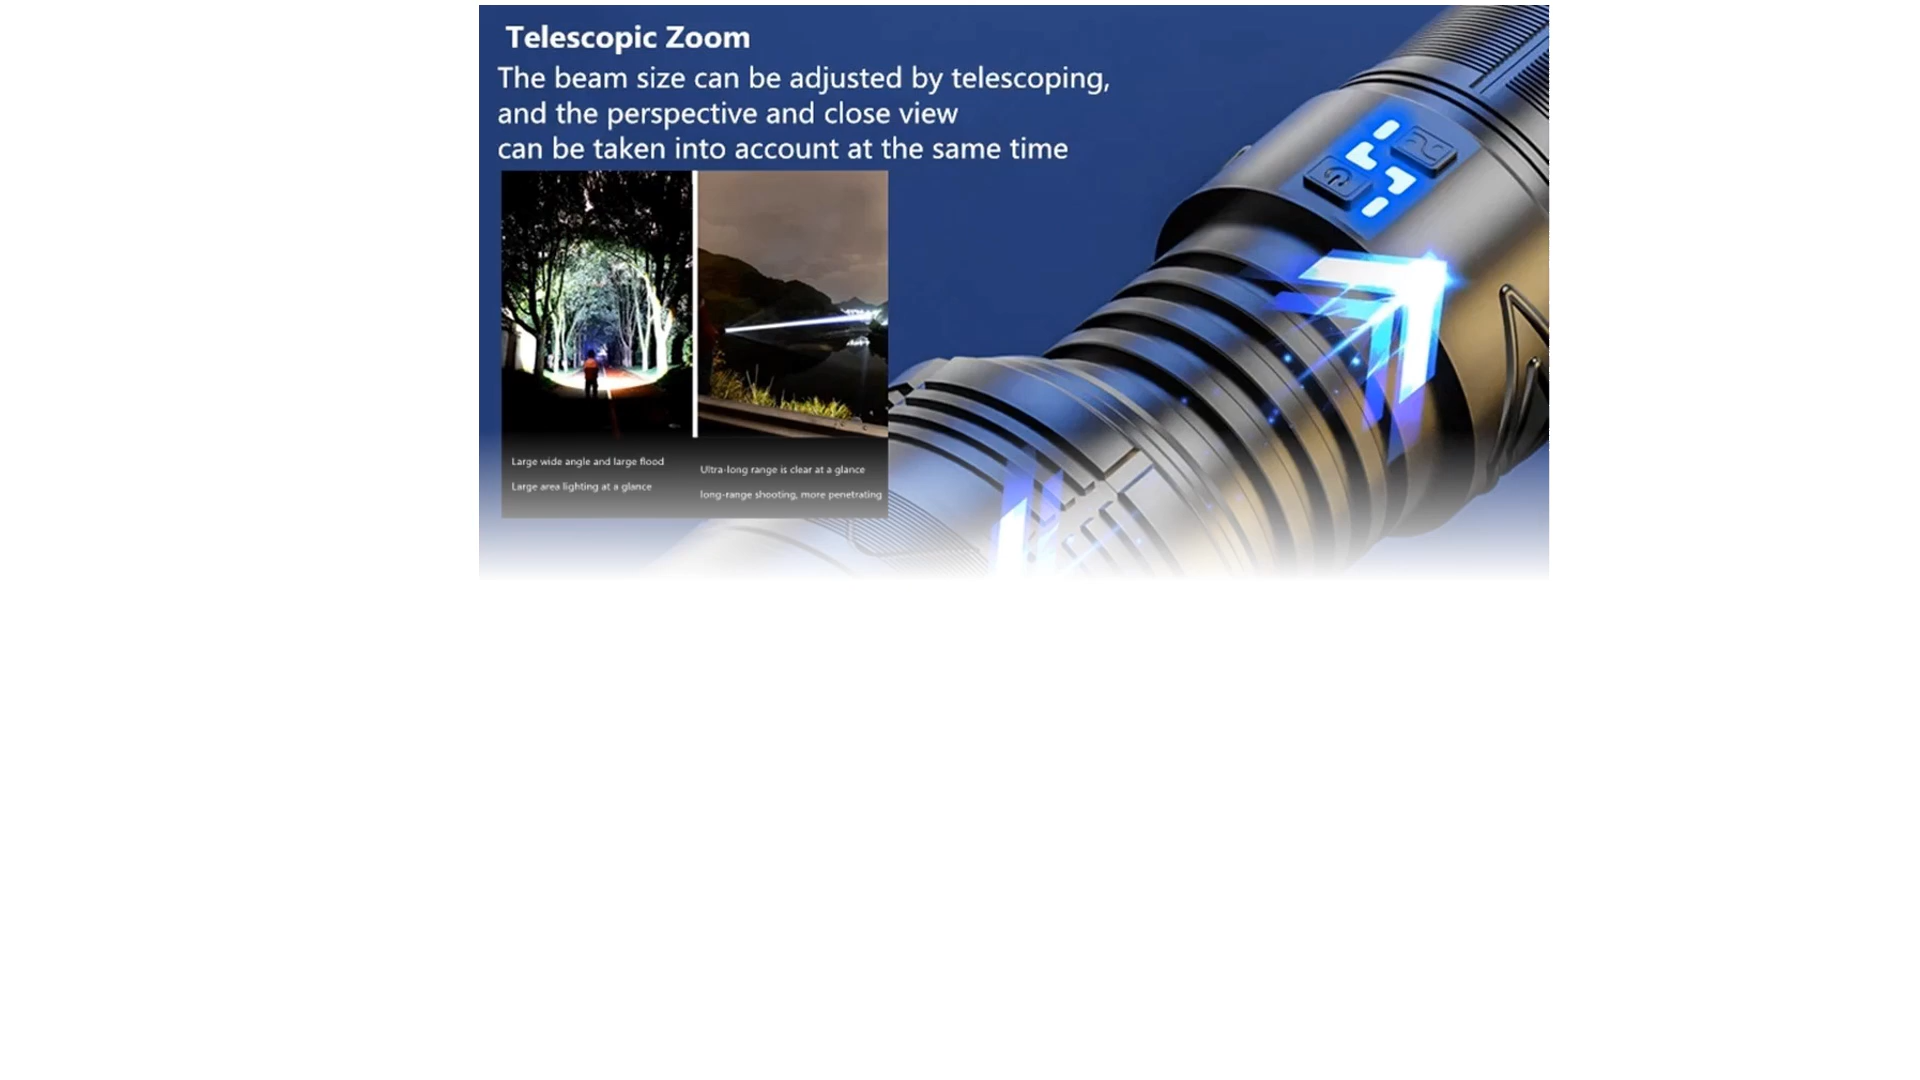 Telescopic Zoom
The beam size can be adjusted by telescoping,
and the perspective and close view
can be taken into account at the same time
Large wide angle and large flood
Large area lighting at a glance
Ultra-long range is clear at a glance
long-range shooting, more penetrating